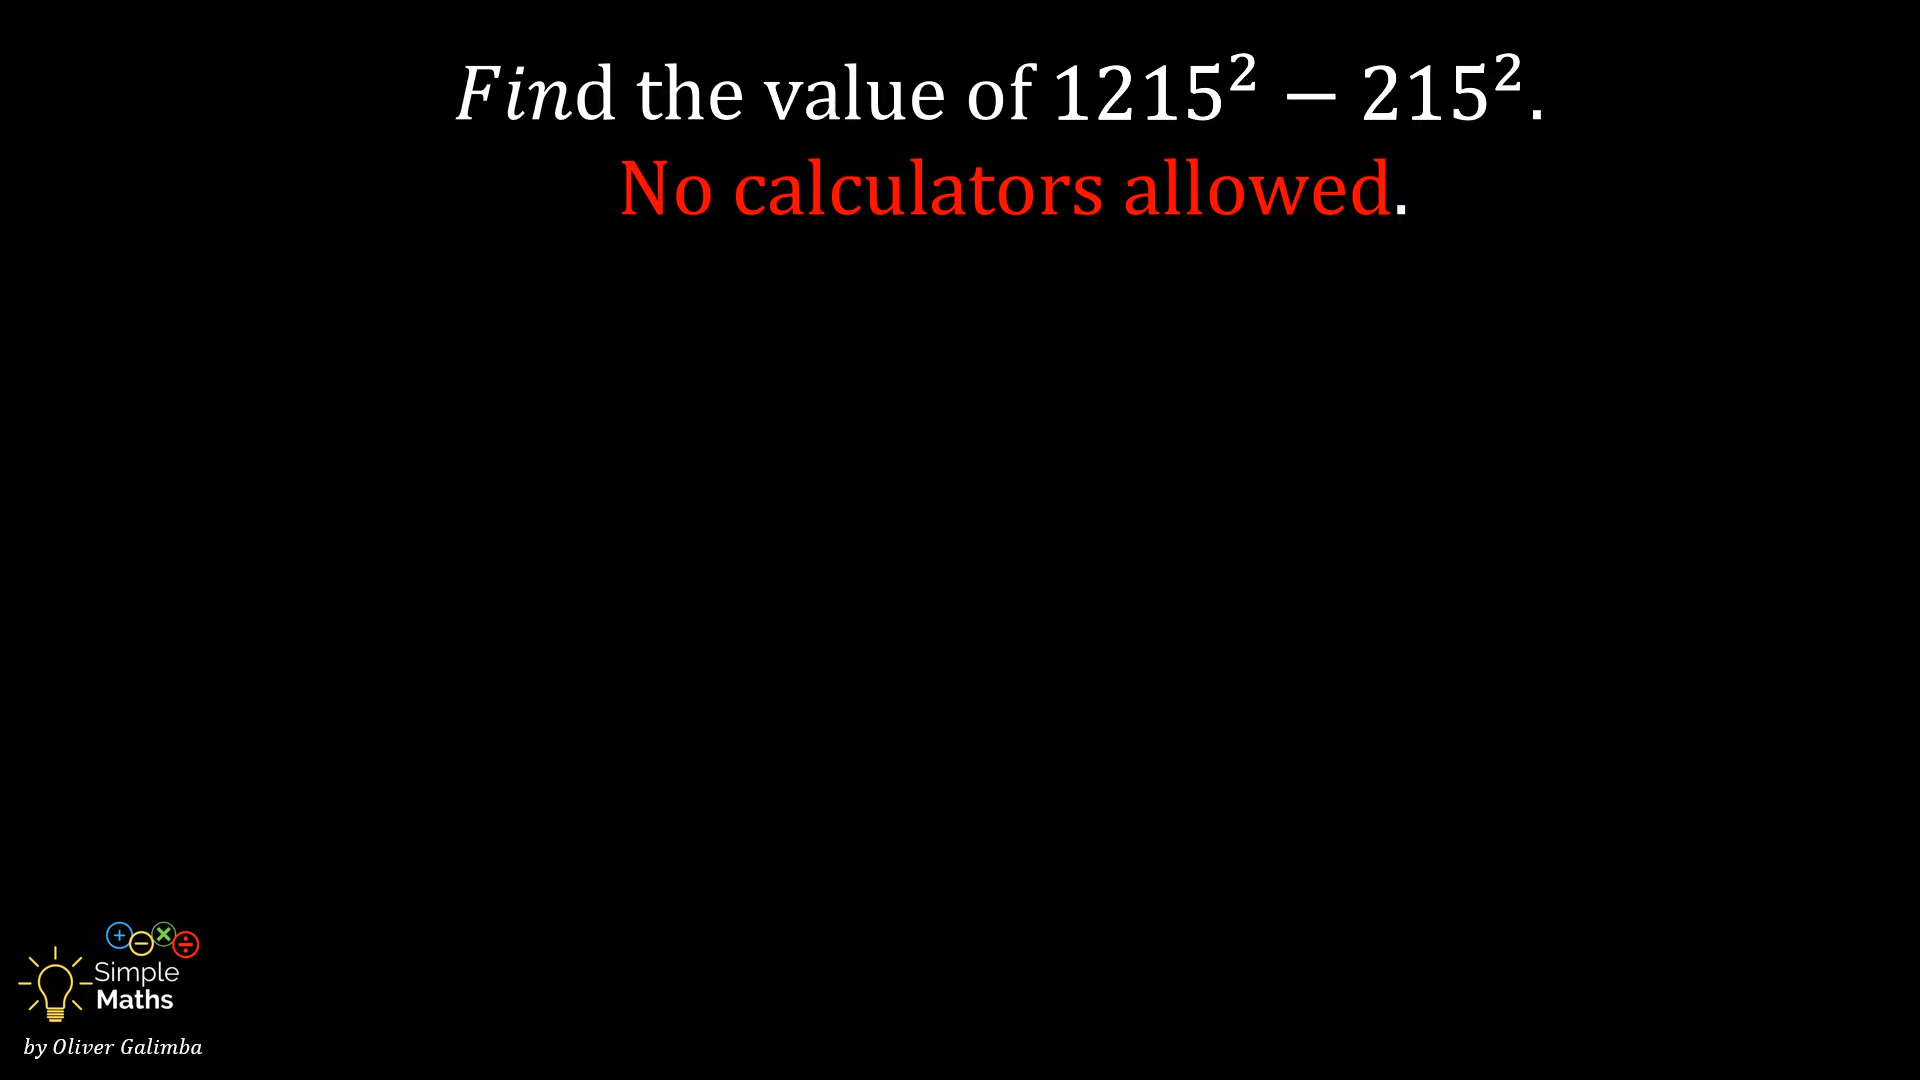 Find the value of 1215² − 215².
No calculators allowed.
+ − × ÷
Simple
Maths
by Oliver Galimba